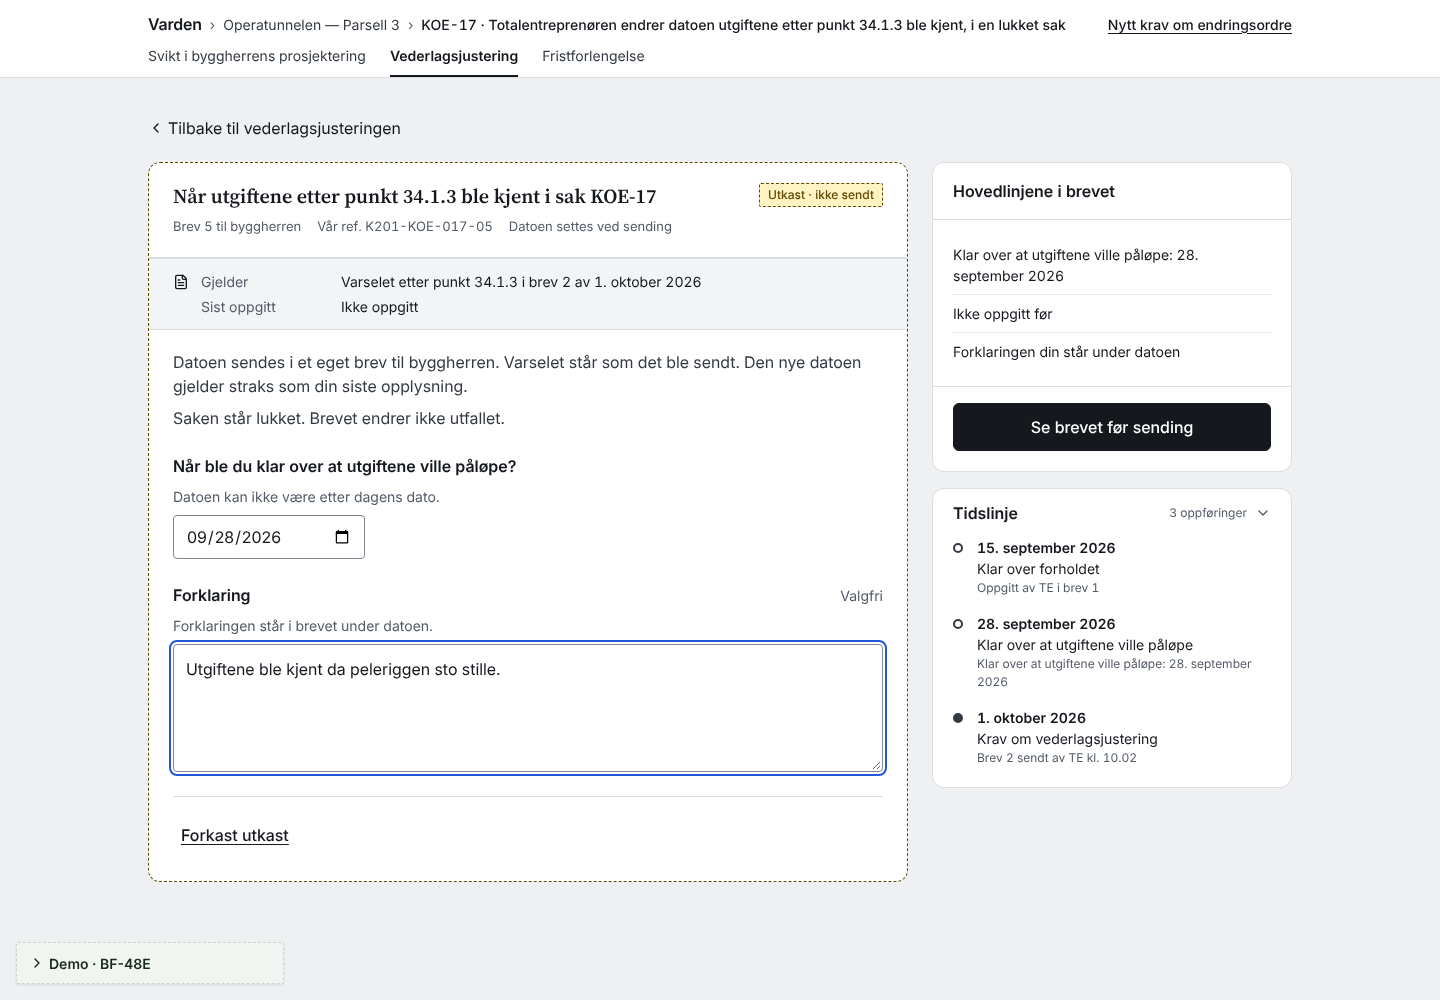 Varden › Operatunnelen — Parsell 3 › KOE-17 · Totalentreprenøren endrer datoen utgiftene etter punkt 34.1.3 ble kjent, i en lukket sak
Nytt krav om endringsordre
Svikt i byggherrens prosjektering Vederlagsjustering Fristforlengelse
Tilbake til vederlagsjusteringen
Når utgiftene etter punkt 34.1.3 ble kjent i sak KOE-17
Utkast · ikke sendt
Brev 5 til byggherren Vår ref. K201-KOE-017-05 Datoen settes ved sending
Gjelder Varselet etter punkt 34.1.3 i brev 2 av 1. oktober 2026
Sist oppgitt Ikke oppgitt
Datoen sendes i et eget brev til byggherren. Varselet står som det ble sendt. Den nye datoen
gjelder straks som din siste opplysning.
Saken står lukket. Brevet endrer ikke utfallet.
Når ble du klar over at utgiftene ville påløpe?
Datoen kan ikke være etter dagens dato.
09/28/2026
Forklaring Valgfri
Forklaringen står i brevet under datoen.
Utgiftene ble kjent da peleriggen sto stille.
Forkast utkast
Hovedlinjene i brevet
Klar over at utgiftene ville påløpe: 28.
september 2026
Ikke oppgitt før
Forklaringen din står under datoen
Se brevet før sending
Tidslinje 3 oppføringer
15. september 2026
Klar over forholdet
Oppgitt av TE i brev 1
28. september 2026
Klar over at utgiftene ville påløpe
Klar over at utgiftene ville påløpe: 28. september
2026
1. oktober 2026
Krav om vederlagsjustering
Brev 2 sendt av TE kl. 10.02
Demo · BF-48E